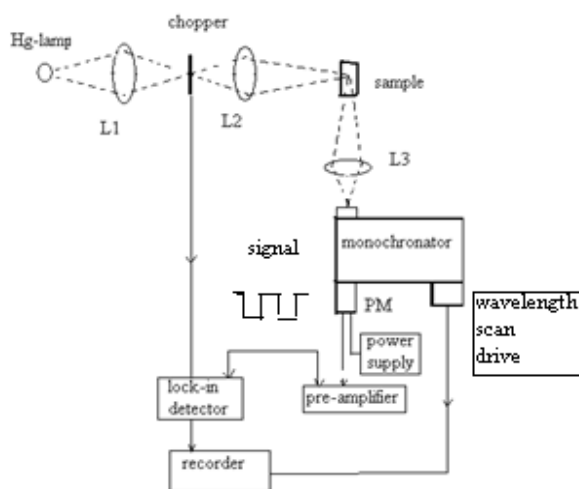 chopper
Hg-lamp
L1
L2
sample
L3
signal
monochronator
PM
wavelength
scan
drive
power
supply
lock-in
detector
pre-amplifier
recorder